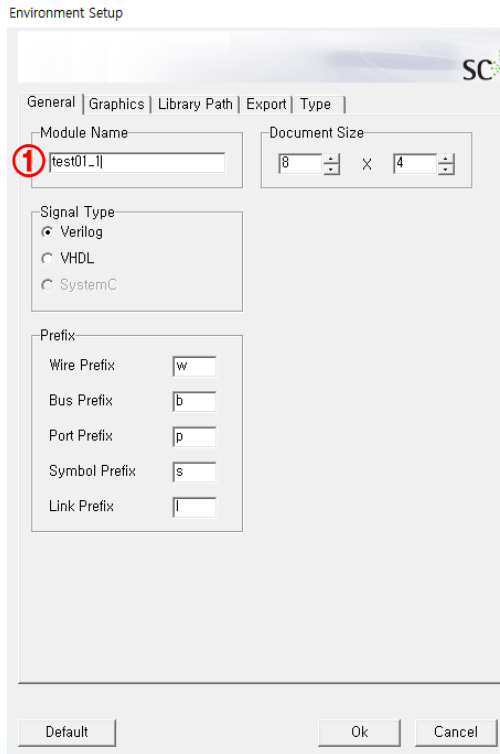 Environment Setup
SC
General Graphics Library Path Export Type
Module Name
① test01_1
Document Size
8 X 4
Signal Type
Verilog
VHDL
SystemC
Prefix
Wire Prefix w
Bus Prefix b
Port Prefix p
Symbol Prefix s
Link Prefix l
Default Ok Cancel